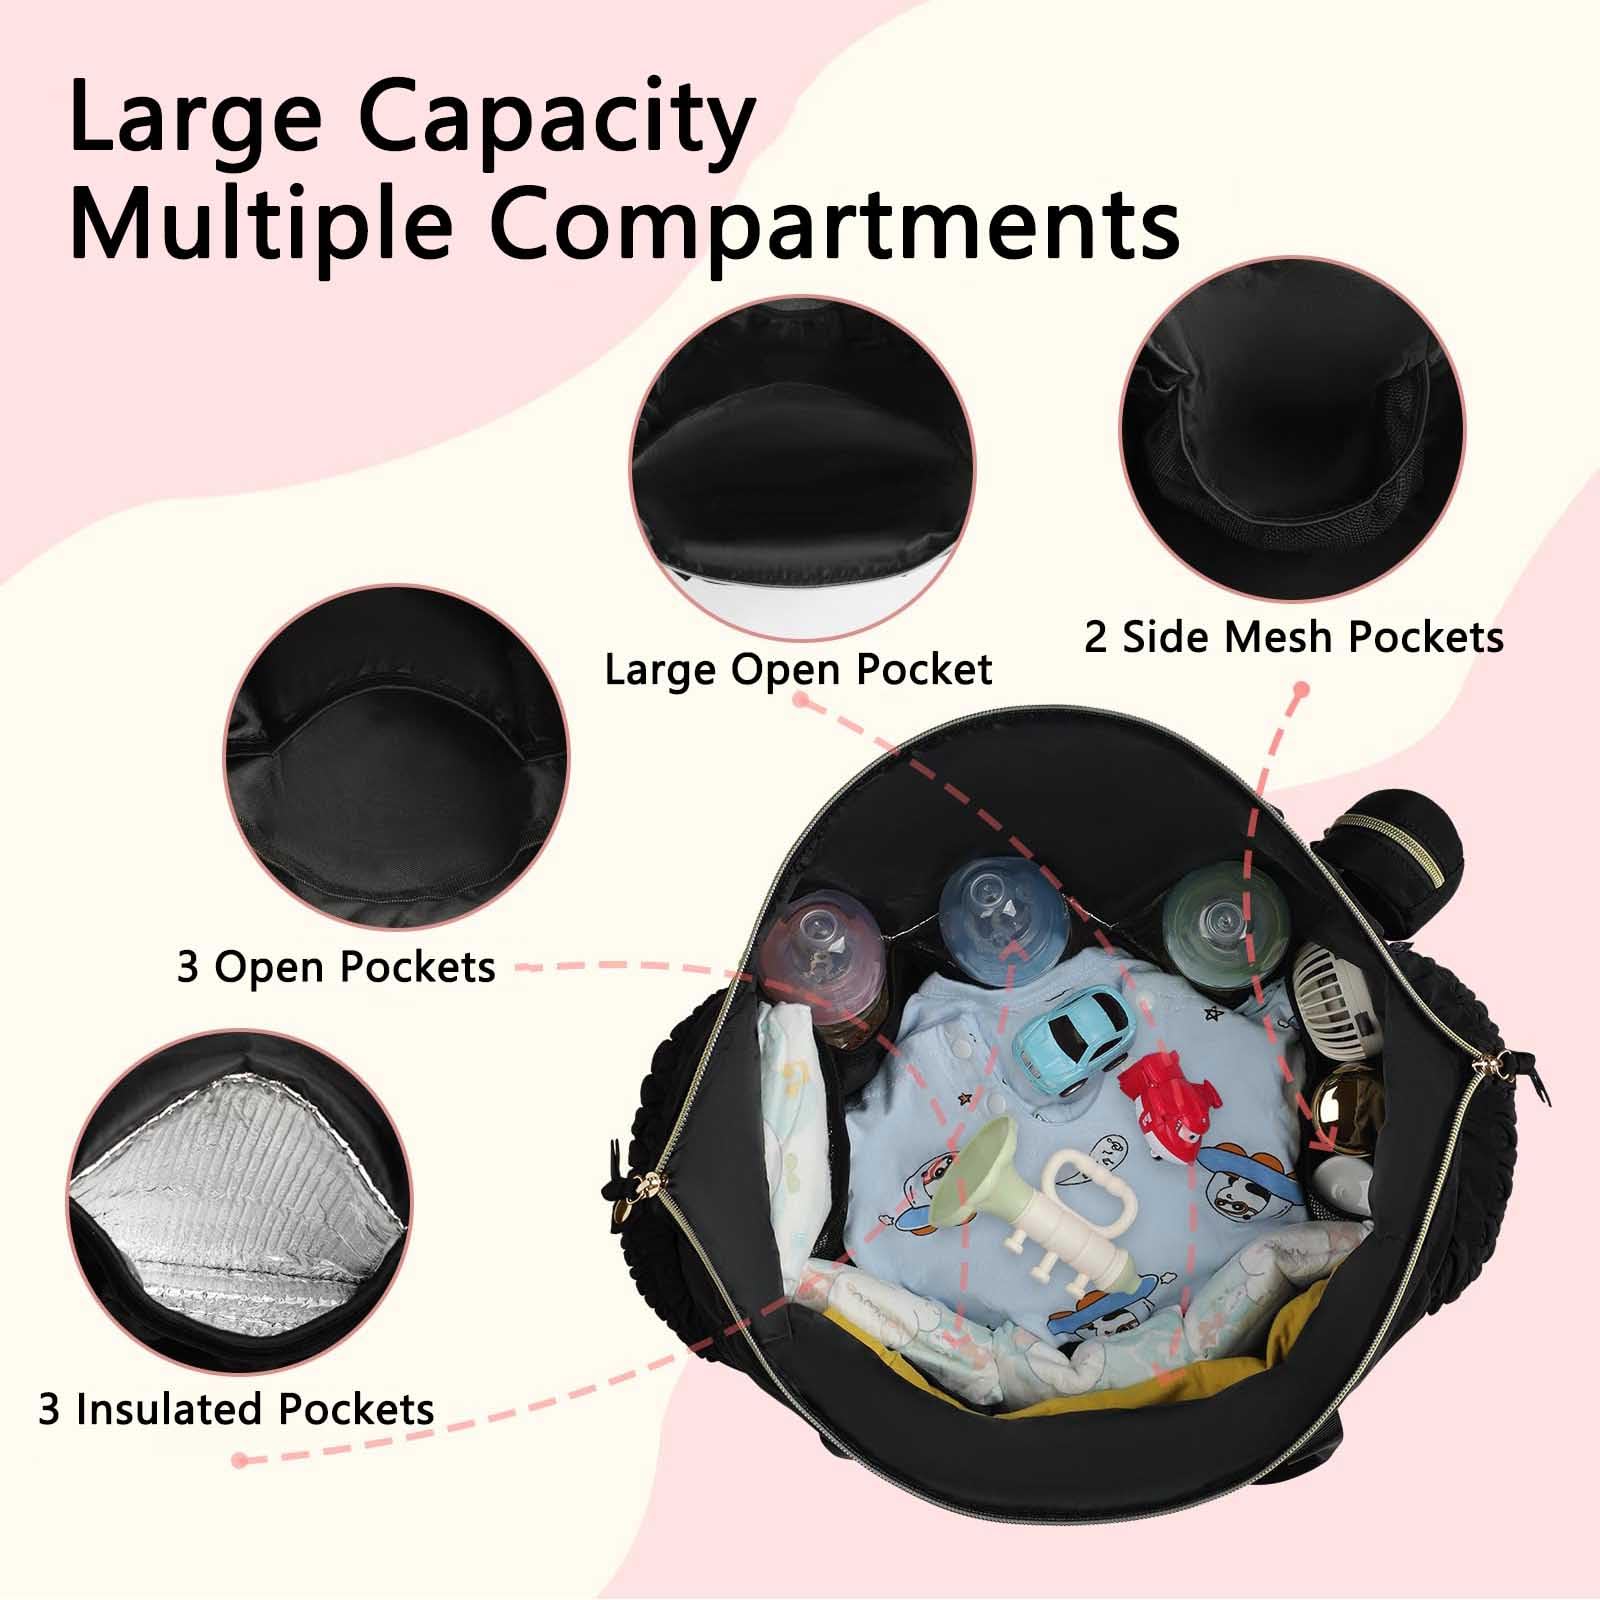 Large Capacity
Multiple Compartments
2 Side Mesh Pockets
Large Open Pocket
3 Open Pockets
3 Insulated Pockets